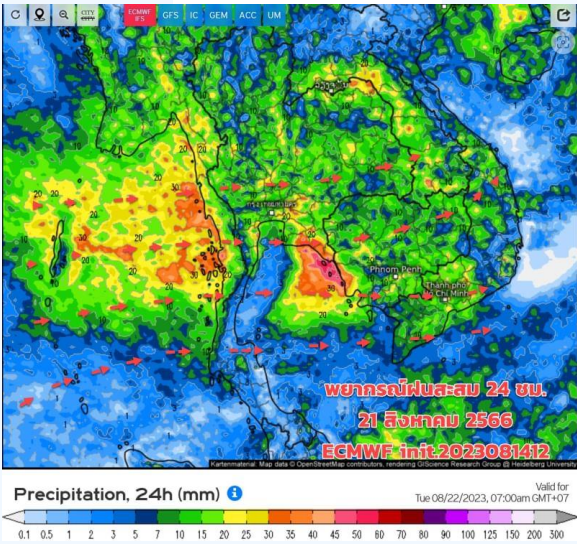 CITY
ECMWF
IFS
GFS
IC
GEM
ACC
UM
Phnom Penh
Thành phố
Hồ Chí Minh
พยากรณ์ฝนสะสม 24 ชม.
21 สิงหาคม 2566
ECMWF init.2023081412
Kartenmaterial Map data © OpenStreetMap contributors, rendering GIScience Research Group @ Heidelberg University
Precipitation, 24h (mm) i
Valid for
Tue 08/22/2023, 07:00am GMT+07
0.1 0.5 1 2 3 5 7 10 15 20 25 30 35 40 45 50 60 70 80 90 100 125 150 200 300